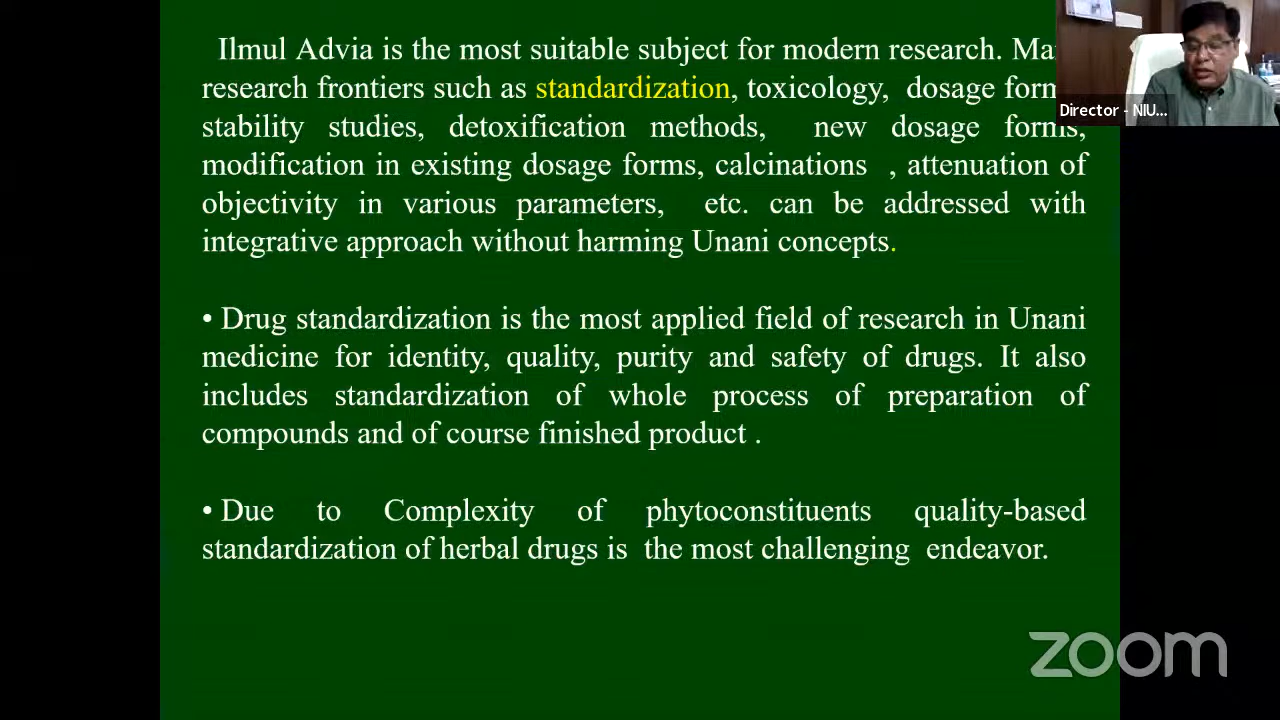 Ilmul Advia is the most suitable subject for modern research.
research frontiers such as standardization, toxicology, dosage
stability studies, detoxification methods, new dosage forms,
modification in existing dosage forms, calcinations , attenuation of
objectivity in various parameters, etc. can be addressed with
integrative approach without harming Unani concepts.
• Drug standardization is the most applied field of research in Unani
medicine for identity, quality, purity and safety of drugs. It also
includes standardization of whole process of preparation of
compounds and of course finished product .
• Due to Complexity of phytoconstituents quality-based
standardization of herbal drugs is the most challenging endeavor.
Director - NIU...
zoom